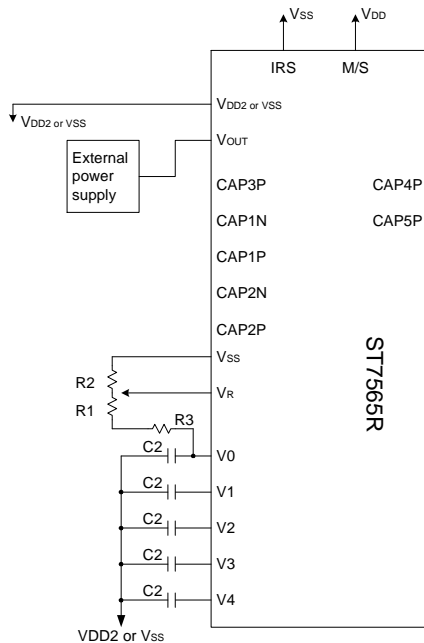 Vss VDD
IRS M/S
VDD2 or VSS
VDD2 or VSS
VOUT
External
power
supply
CAP3P CAP4P
CAP1N CAP5P
CAP1P
CAP2N
CAP2P
Vss
R2
VR
R1
R3
C2 V0
C2 V1
C2 V2
C2 V3
C2 V4
VDD2 or Vss
ST7565R